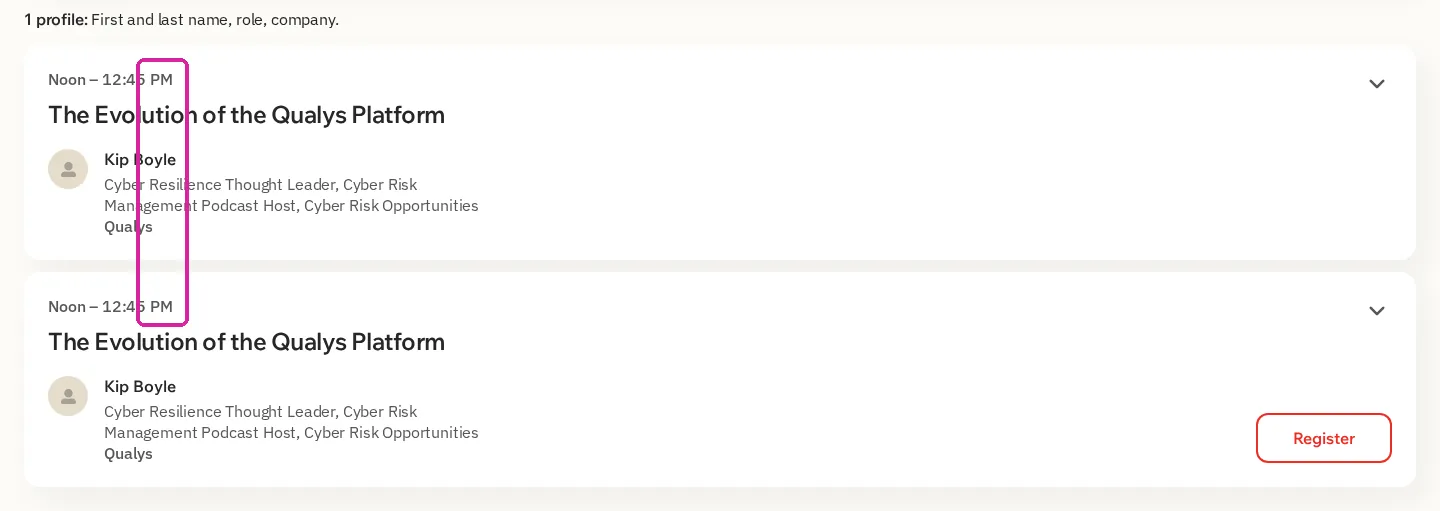 1 profile: First and last name, role, company.
Noon – 12:45 PM
The Evolution of the Qualys Platform
Kip Boyle
Cyber Resilience Thought Leader, Cyber Risk
Management Podcast Host, Cyber Risk Opportunities
Qualys
Noon – 12:45 PM
The Evolution of the Qualys Platform
Kip Boyle
Cyber Resilience Thought Leader, Cyber Risk
Management Podcast Host, Cyber Risk Opportunities
Qualys
Register